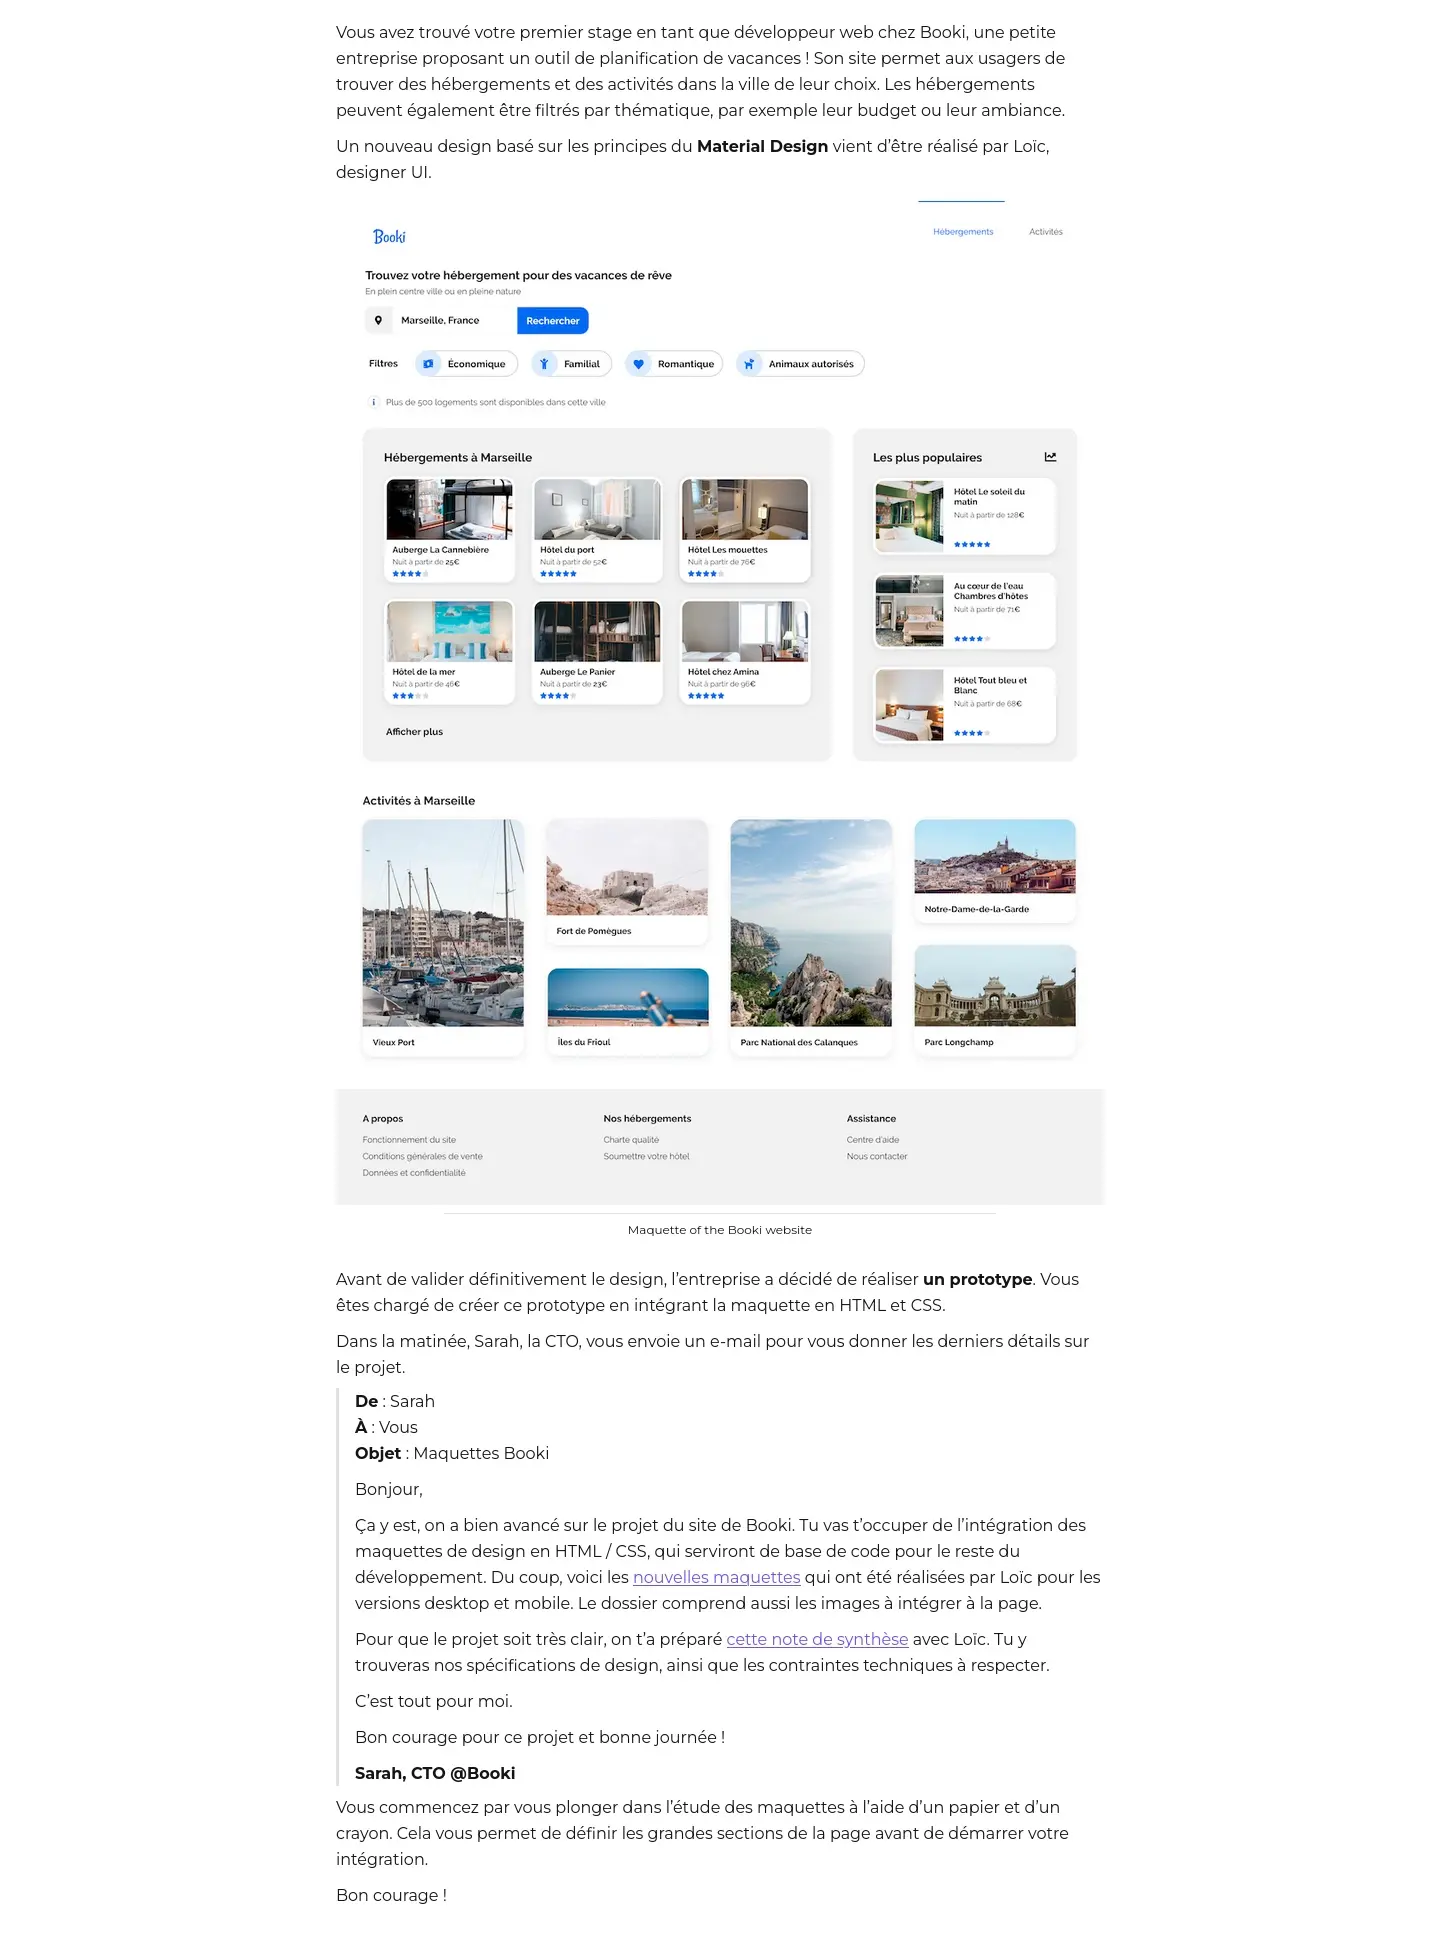 Vous avez trouvé votre premier stage en tant que développeur web chez Booki, une petite
entreprise proposant un outil de planification de vacances ! Son site permet aux usagers de
trouver des hébergements et des activités dans la ville de leur choix. Les hébergements
peuvent également être filtrés par thématique, par exemple leur budget ou leur ambiance.
Un nouveau design basé sur les principes du Material Design vient d’être réalisé par Loïc,
designer UI.
Booki
Hébergements
Activités
Trouvez votre hébergement pour des vacances de rêve
En plein centre ville ou en pleine nature
Marseille, France
Rechercher
Filtres
Économique
Familial
Romantique
Animaux autorisés
Plus de 500 logements sont disponibles dans cette ville
Hébergements à Marseille
Auberge La Cannebière
Nuit à partir de 25€
Hôtel du port
Nuit à partir de 52€
Hôtel Les mouettes
Nuit à partir de 76€
Hôtel de la mer
Nuit à partir de 46€
Auberge Le Panier
Nuit à partir de 23€
Hôtel chez Amina
Nuit à partir de 96€
Afficher plus
Les plus populaires
Hôtel Le soleil du
matin
Nuit à partir de 128€
Au cœur de l’eau
Chambres d’hôtes
Nuit à partir de 71€
Hôtel Tout bleu et
Blanc
Nuit à partir de 68€
Activités à Marseille
Vieux Port
Fort de Pomègues
Îles du Frioul
Parc National des Calanques
Notre-Dame-de-la-Garde
Parc Longchamp
A propos
Fonctionnement du site
Conditions générales de vente
Données et confidentialité
Nos hébergements
Charte qualité
Soumettre votre hôtel
Assistance
Centre d’aide
Nous contacter
Maquette of the Booki website
Avant de valider définitivement le design, l’entreprise a décidé de réaliser un prototype. Vous
êtes chargé de créer ce prototype en intégrant la maquette en HTML et CSS.
Dans la matinée, Sarah, la CTO, vous envoie un e-mail pour vous donner les derniers détails sur
le projet.
De : Sarah
À : Vous
Objet : Maquettes Booki
Bonjour,
Ça y est, on a bien avancé sur le projet du site de Booki. Tu vas t’occuper de l’intégration des
maquettes de design en HTML / CSS, qui serviront de base de code pour le reste du
développement. Du coup, voici les nouvelles maquettes qui ont été réalisées par Loïc pour les
versions desktop et mobile. Le dossier comprend aussi les images à intégrer à la page.
Pour que le projet soit très clair, on t’a préparé cette note de synthèse avec Loïc. Tu y
trouveras nos spécifications de design, ainsi que les contraintes techniques à respecter.
C’est tout pour moi.
Bon courage pour ce projet et bonne journée !
Sarah, CTO @Booki
Vous commencez par vous plonger dans l’étude des maquettes à l’aide d’un papier et d’un
crayon. Cela vous permet de définir les grandes sections de la page avant de démarrer votre
intégration.
Bon courage !